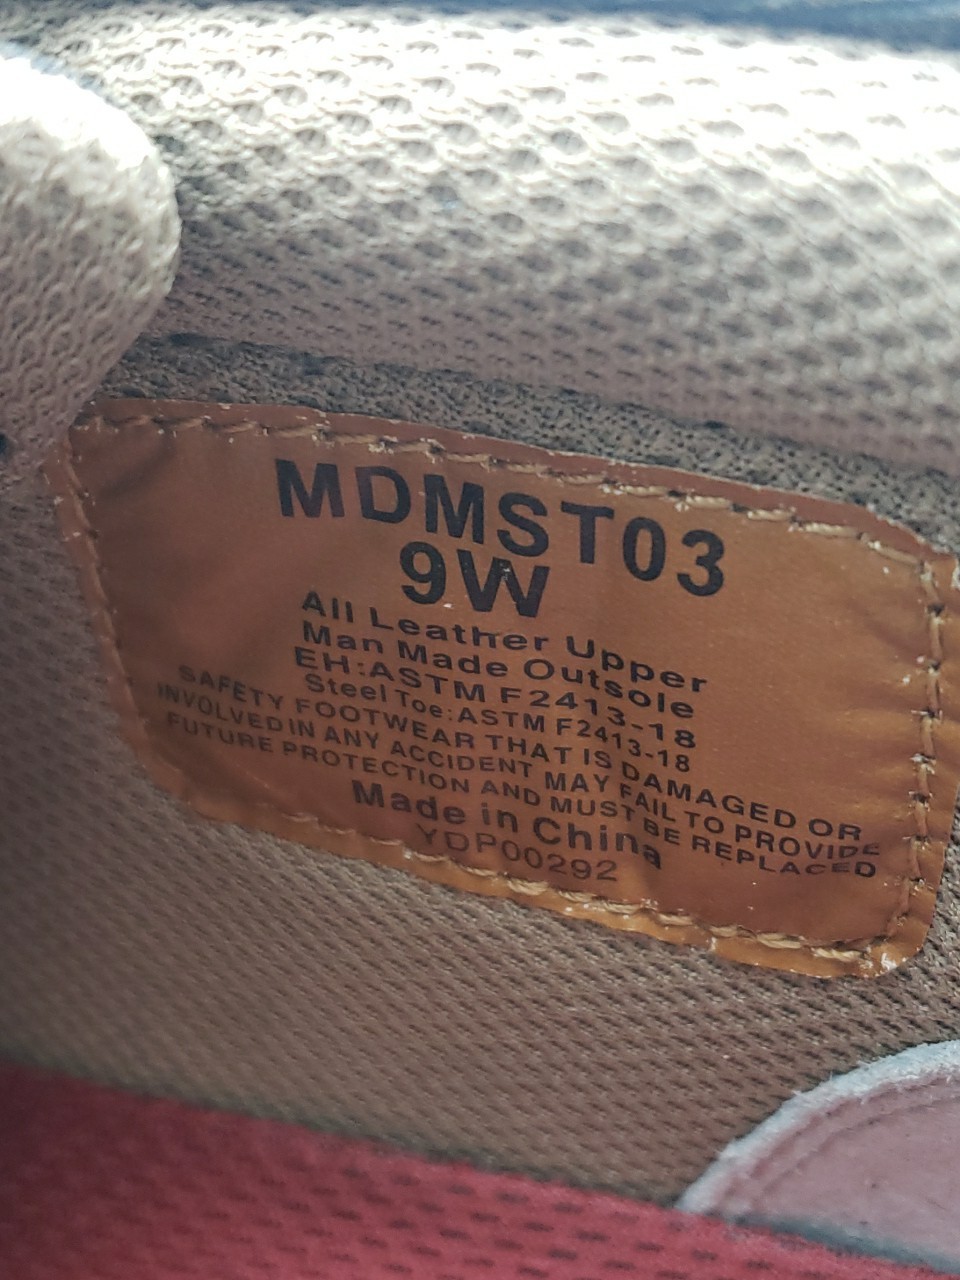 MDMST03
9W
All Leather Upper
Man Made Outsole
EH:ASTM F2413-18
Steel Toe:ASTM F2413-18
SAFETY FOOTWEAR THAT IS DAMAGED OR
INVOLVED IN ANY ACCIDENT MAY FAIL TO PROVIDE
FUTURE PROTECTION AND MUST BE REPLACED
Made in China
YDP00292